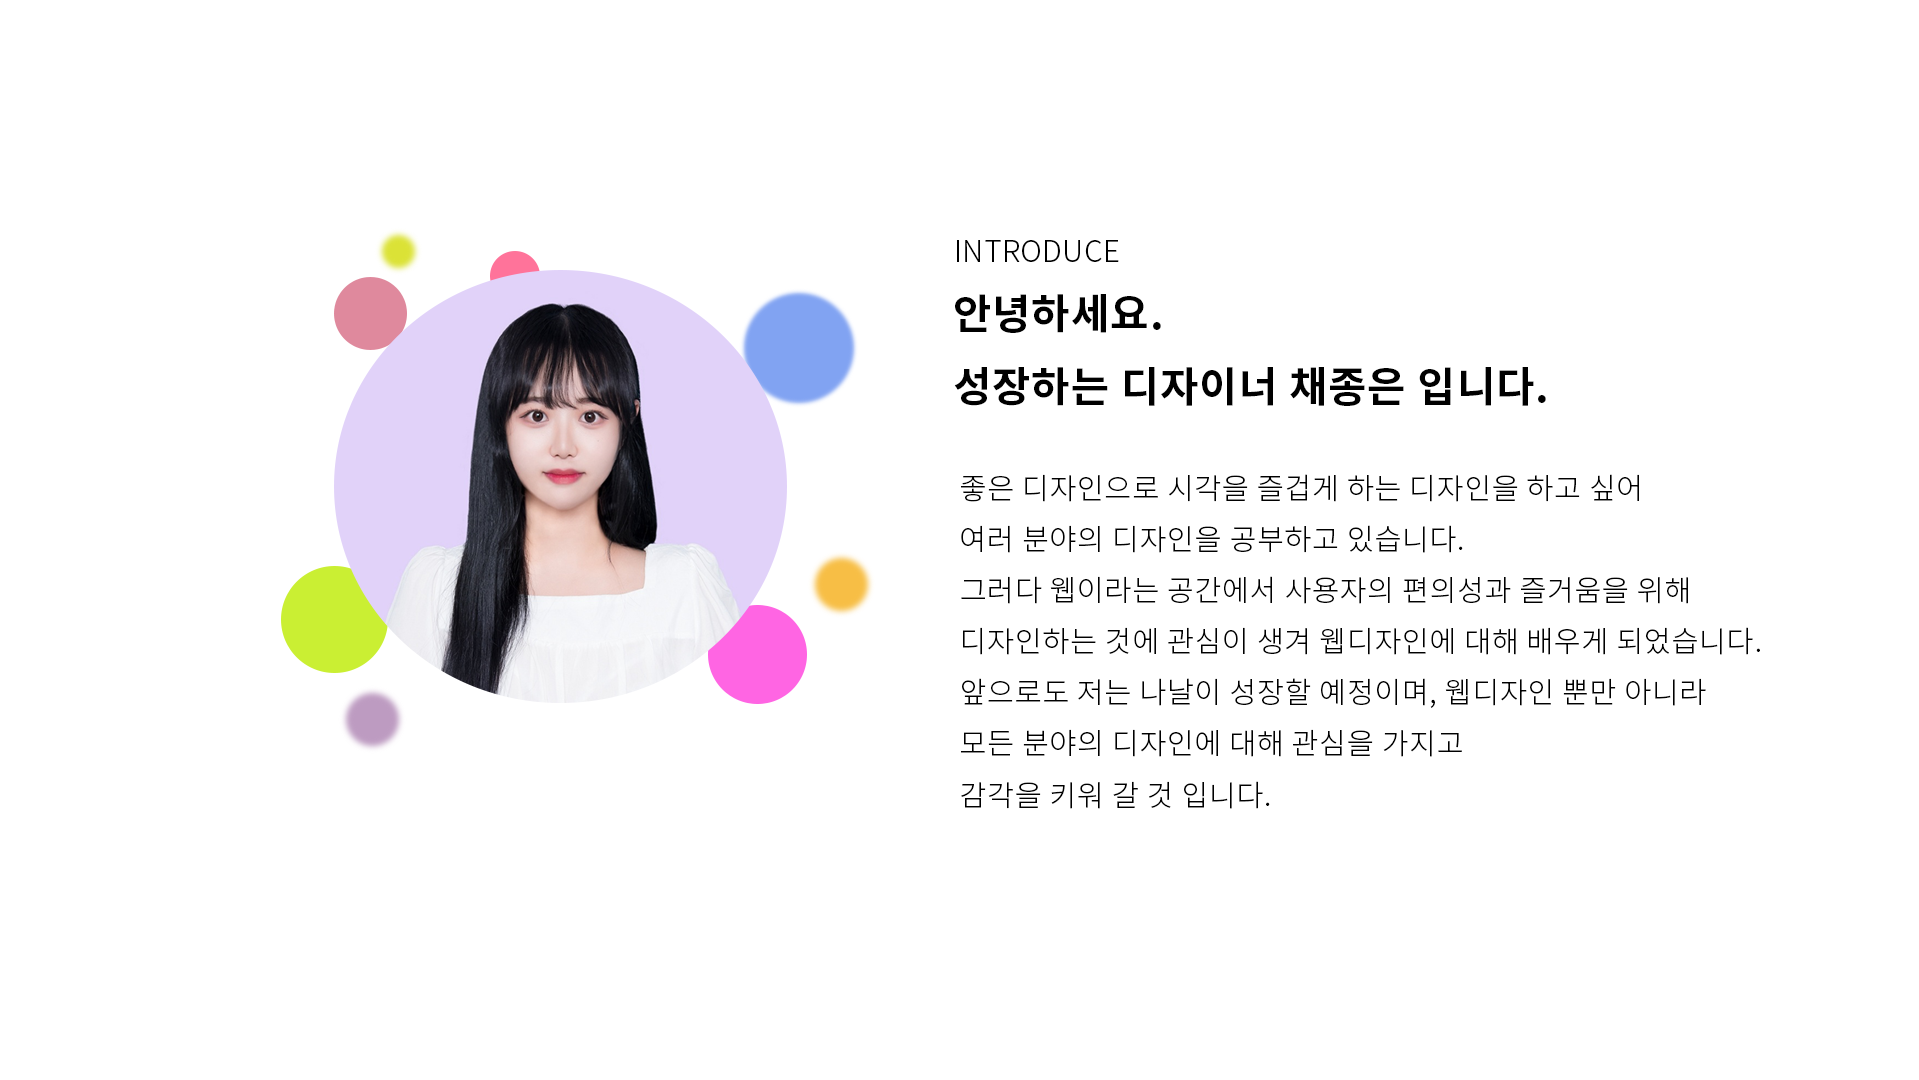 INTRODUCE
안녕하세요.
성장하는 디자이너 채종은 입니다.
좋은 디자인으로 시각을 즐겁게 하는 디자인을 하고 싶어
여러 분야의 디자인을 공부하고 있습니다.
그러다 웹이라는 공간에서 사용자의 편의성과 즐거움을 위해
디자인하는 것에 관심이 생겨 웹디자인에 대해 배우게 되었습니다.
앞으로도 저는 나날이 성장할 예정이며, 웹디자인 뿐만 아니라
모든 분야의 디자인에 대해 관심을 가지고
감각을 키워 갈 것 입니다.